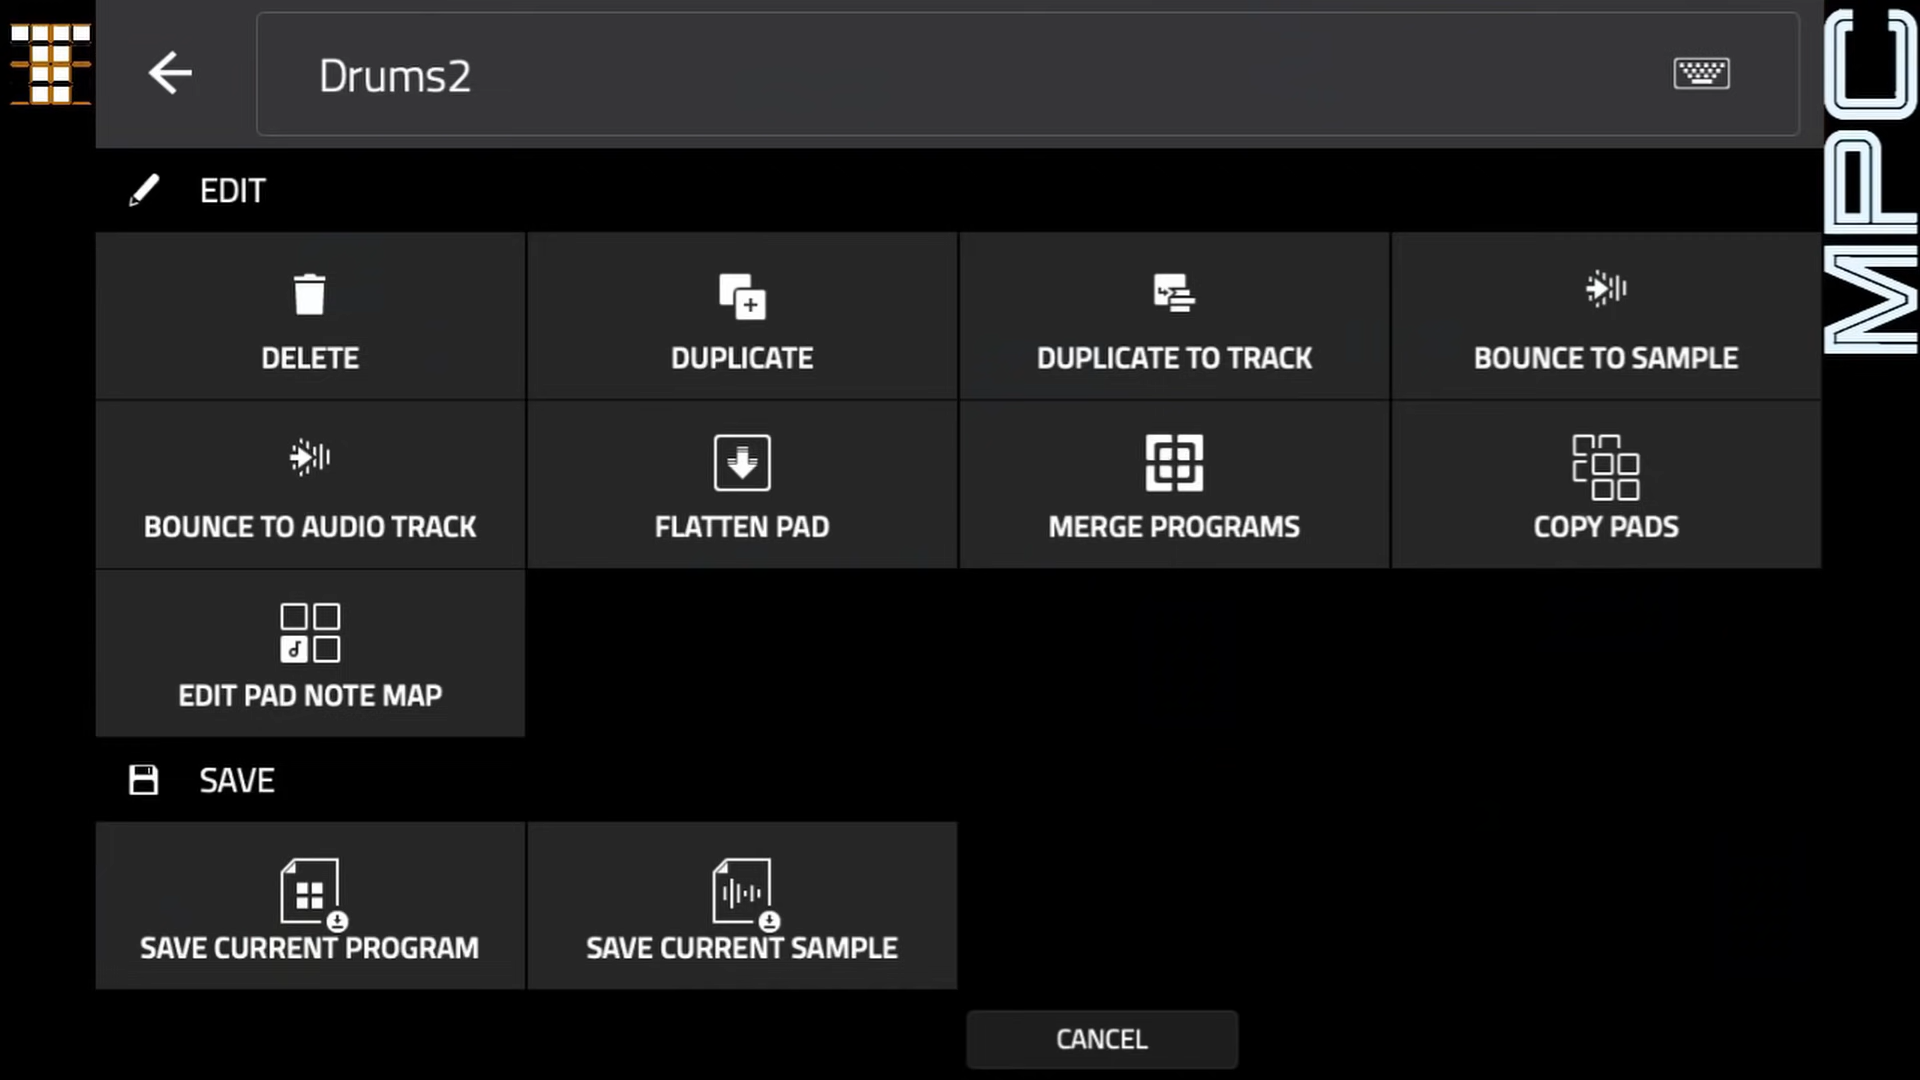 Drums2
MPC
EDIT
DELETE
DUPLICATE
DUPLICATE TO TRACK
BOUNCE TO SAMPLE
BOUNCE TO AUDIO TRACK
FLATTEN PAD
MERGE PROGRAMS
COPY PADS
EDIT PAD NOTE MAP
SAVE
SAVE CURRENT PROGRAM
SAVE CURRENT SAMPLE
CANCEL